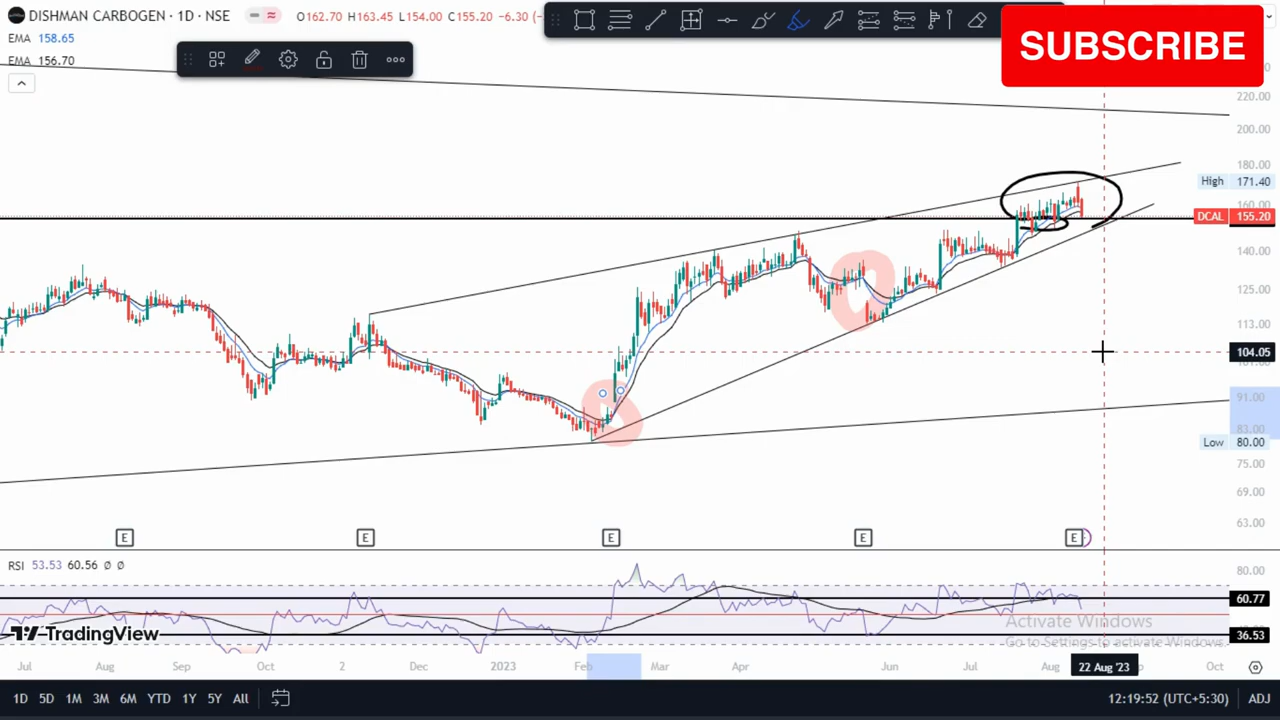 DISHMAN CARBOGEN · 1D · NSE
O162.70 H163.45 L154.00 C155.20 -6.30
SUBSCRIBE
EMA 158.65
EMA 156.70
220.00
200.00
180.00
High 171.40
160.00
DCAL 155.20
140.00
125.00
113.00
104.05
91.00
83.00
Low 80.00
75.00
69.00
63.00
E E E E E
RSI 53.53 60.56 ø ø
80.00
60.77
Activate Windows
Go to Settings to activate Windows.
36.53
TradingView
Jul Aug Sep Oct 2 Dec 2023 Feb Mar Apr Jun Jul Aug 22 Aug '23 Oct
1D 5D 1M 3M 6M YTD 1Y 5Y All
12:19:52 (UTC+5:30) ADJ